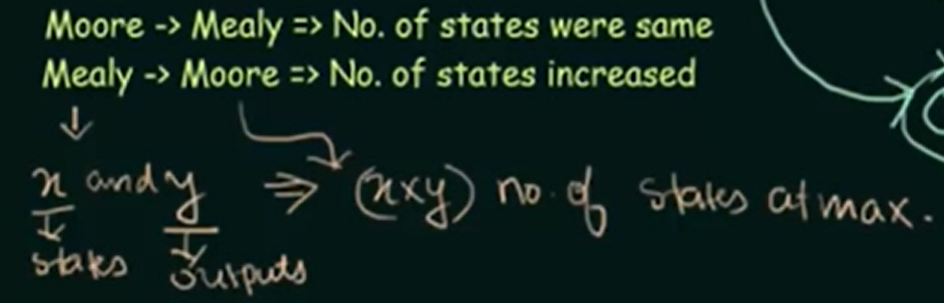 Moore -> Mealy => No. of states were same
Mealy -> Moore => No. of states increased
x and y => (x×y) no. of states at max.
states outputs